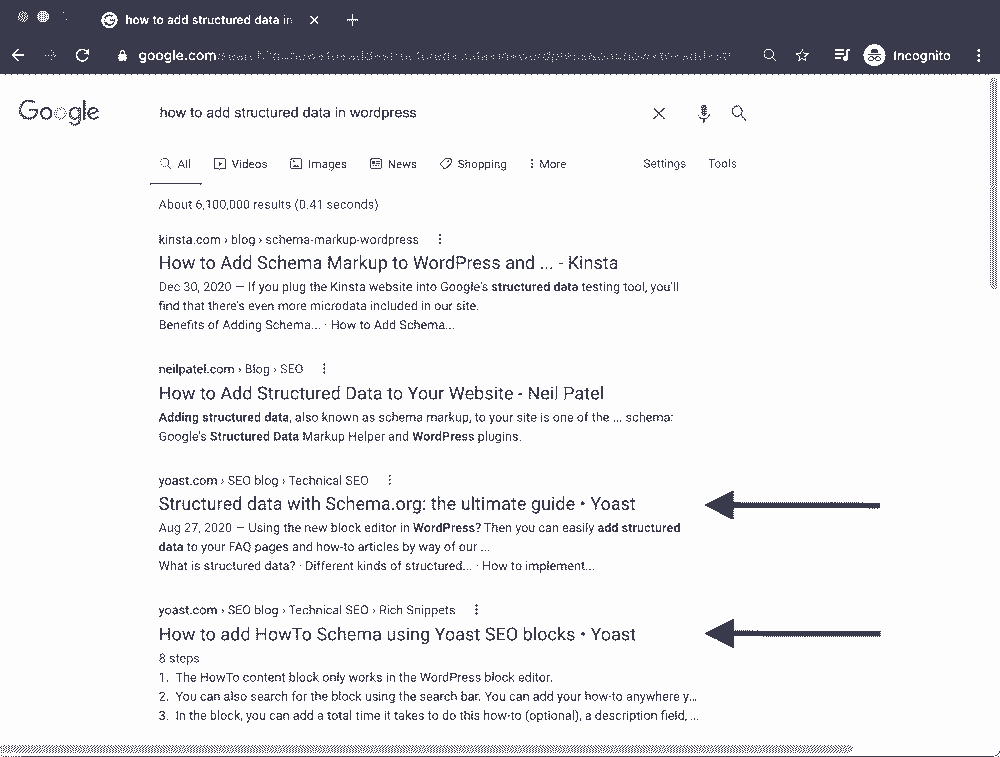 how to add structured data in
google.com
Incognito
Google
how to add structured data in wordpress
All Videos Images News Shopping More Settings Tools
About 6,100,000 results (0.41 seconds)
kinsta.com › blog › schema-markup-wordpress
How to Add Schema Markup to WordPress and ... - Kinsta
Dec 30, 2020 — If you plug the Kinsta website into Google's structured data testing tool, you'll
find that there's even more microdata included in our site.
Benefits of Adding Schema... · How to Add Schema...
neilpatel.com › Blog › SEO
How to Add Structured Data to Your Website - Neil Patel
Adding structured data, also known as schema markup, to your site is one of the ... schema:
Google's Structured Data Markup Helper and WordPress plugins.
yoast.com › SEO blog › Technical SEO
Structured data with Schema.org: the ultimate guide • Yoast
Aug 27, 2020 — Using the new block editor in WordPress? Then you can easily add structured
data to your FAQ pages and how-to articles by way of our ...
What is structured data? · Different kinds of structured... · How to implement...
yoast.com › SEO blog › Technical SEO › Rich Snippets
How to add HowTo Schema using Yoast SEO blocks • Yoast
8 steps
1. The HowTo content block only works in the WordPress block editor.
2. You can also search for the block using the search bar. You can add your how-to anywhere y...
3. In the block, you can add a total time it takes to do this how-to (optional), a description field, ...